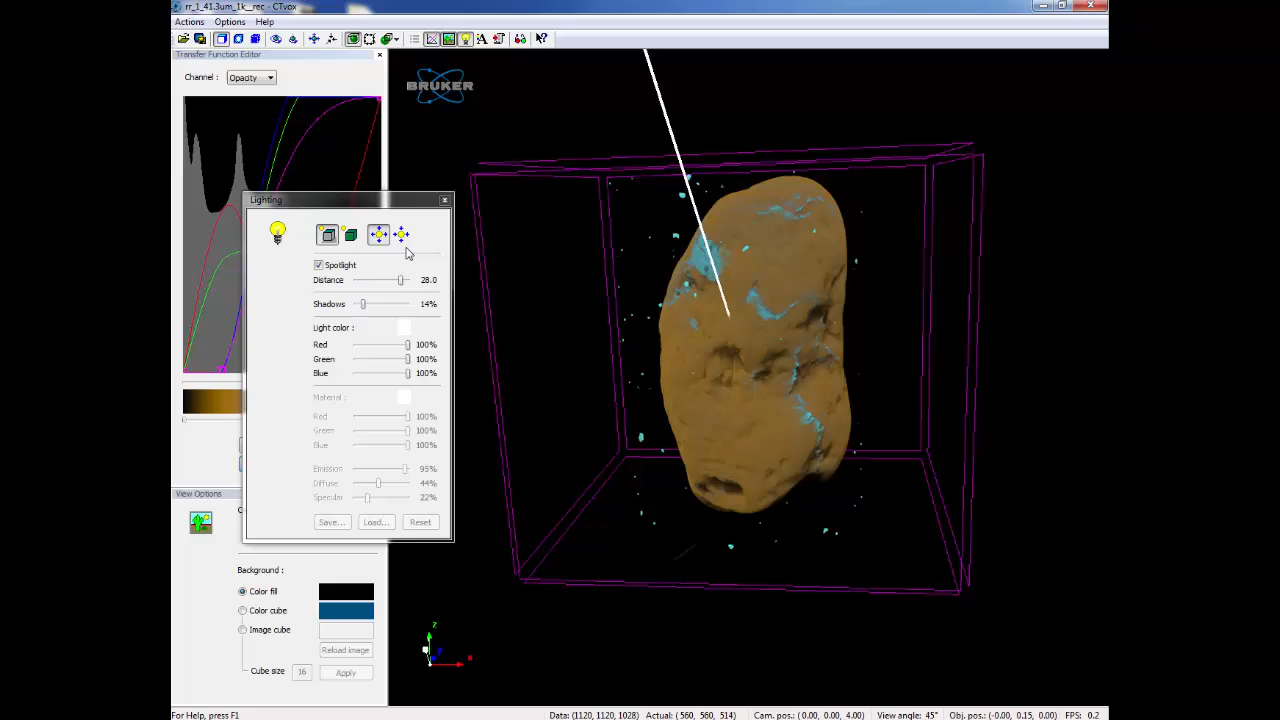 rr_1_41.3um_1k__rec - CTvox
Actions Options Help
Transfer Function Editor
Channel : Opacity
BRUKER
Lighting
Spotlight
Distance 28.0
Shadows 14%
Light color :
Red 100%
Green 100%
Blue 100%
Material :
Red 100%
Green 100%
Blue 100%
Emission 95%
Diffuse 44%
Specular 22%
Save... Load... Reset
View Options
Background :
Color fill
Color cube
Image cube
Reload image
Cube size 16 Apply
z
x
For Help, press F1 Data: (1120, 1120, 1028) Actual: (560, 560, 514) Cam. pos.: (0.00, 0.00, 4.00) View angle: 45° Obj. pos.: (-0.00, 0.15, 0.00) FPS: 0.2